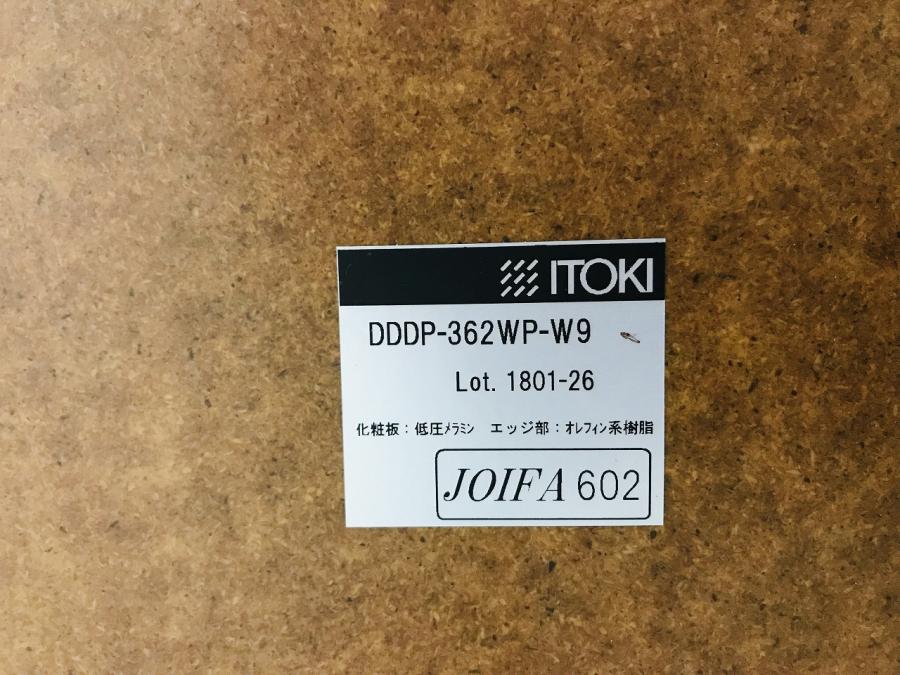 ITOKI
DDDP-362WP-W9
Lot. 1801-26
化粧板：低圧ﾒﾗﾐﾝ　エッジ部：ｵﾚﾌｨﾝ系樹脂
JOIFA 602